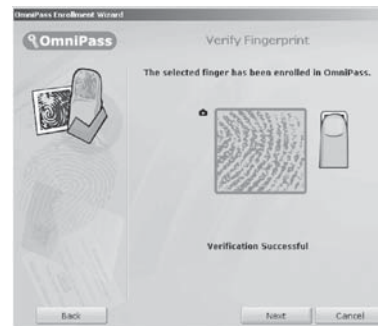 OmniPass Enrollment Wizard
OmniPass
Verify Fingerprint
The selected finger has been enrolled in OmniPass.
Verification Successful
Back
Next
Cancel